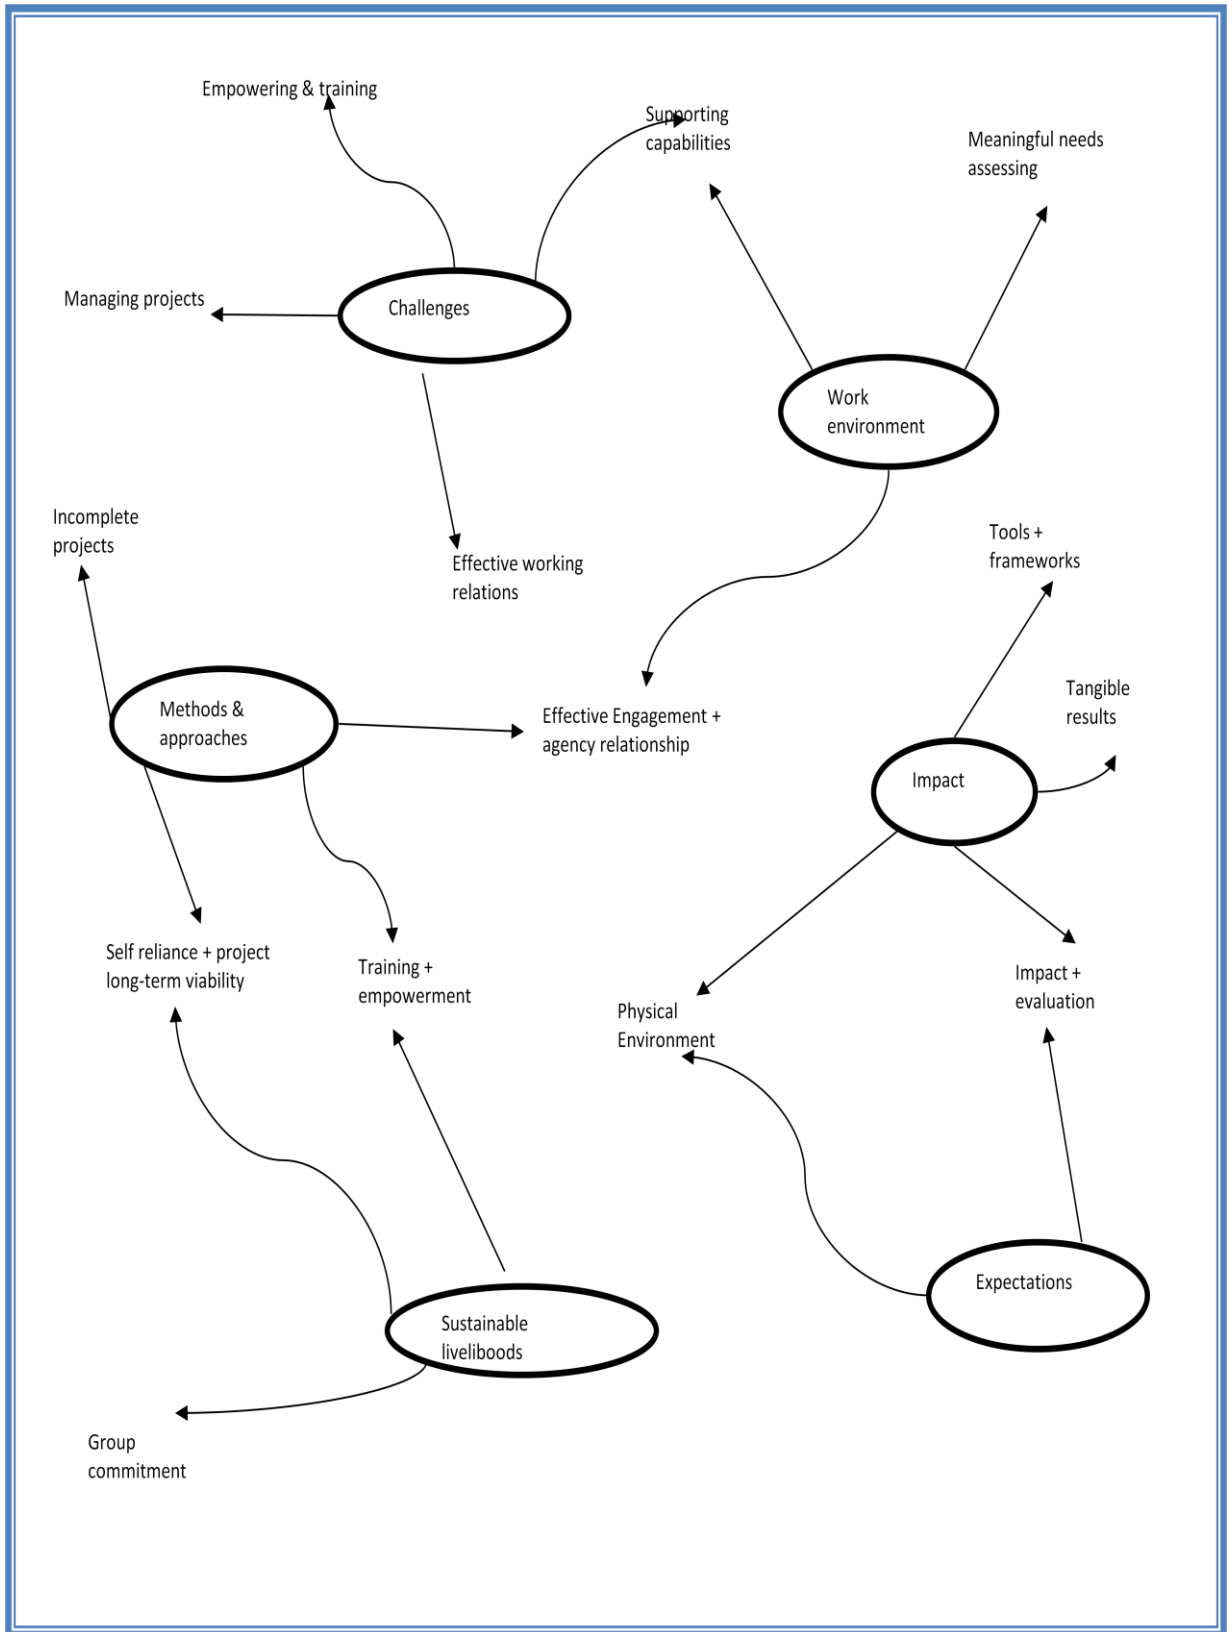 Empowering & training
Supporting
capabilities
Meaningful needs
assessing
Managing projects
Challenges
Work
environment
Incomplete
projects
Effective working
relations
Tools +
frameworks
Methods &
approaches
Effective Engagement +
agency relationship
Tangible
results
Impact
Self reliance + project
long-term viability
Training +
empowerment
Physical
Environment
Impact +
evaluation
Expectations
Sustainable
liveliboods
Group
commitment